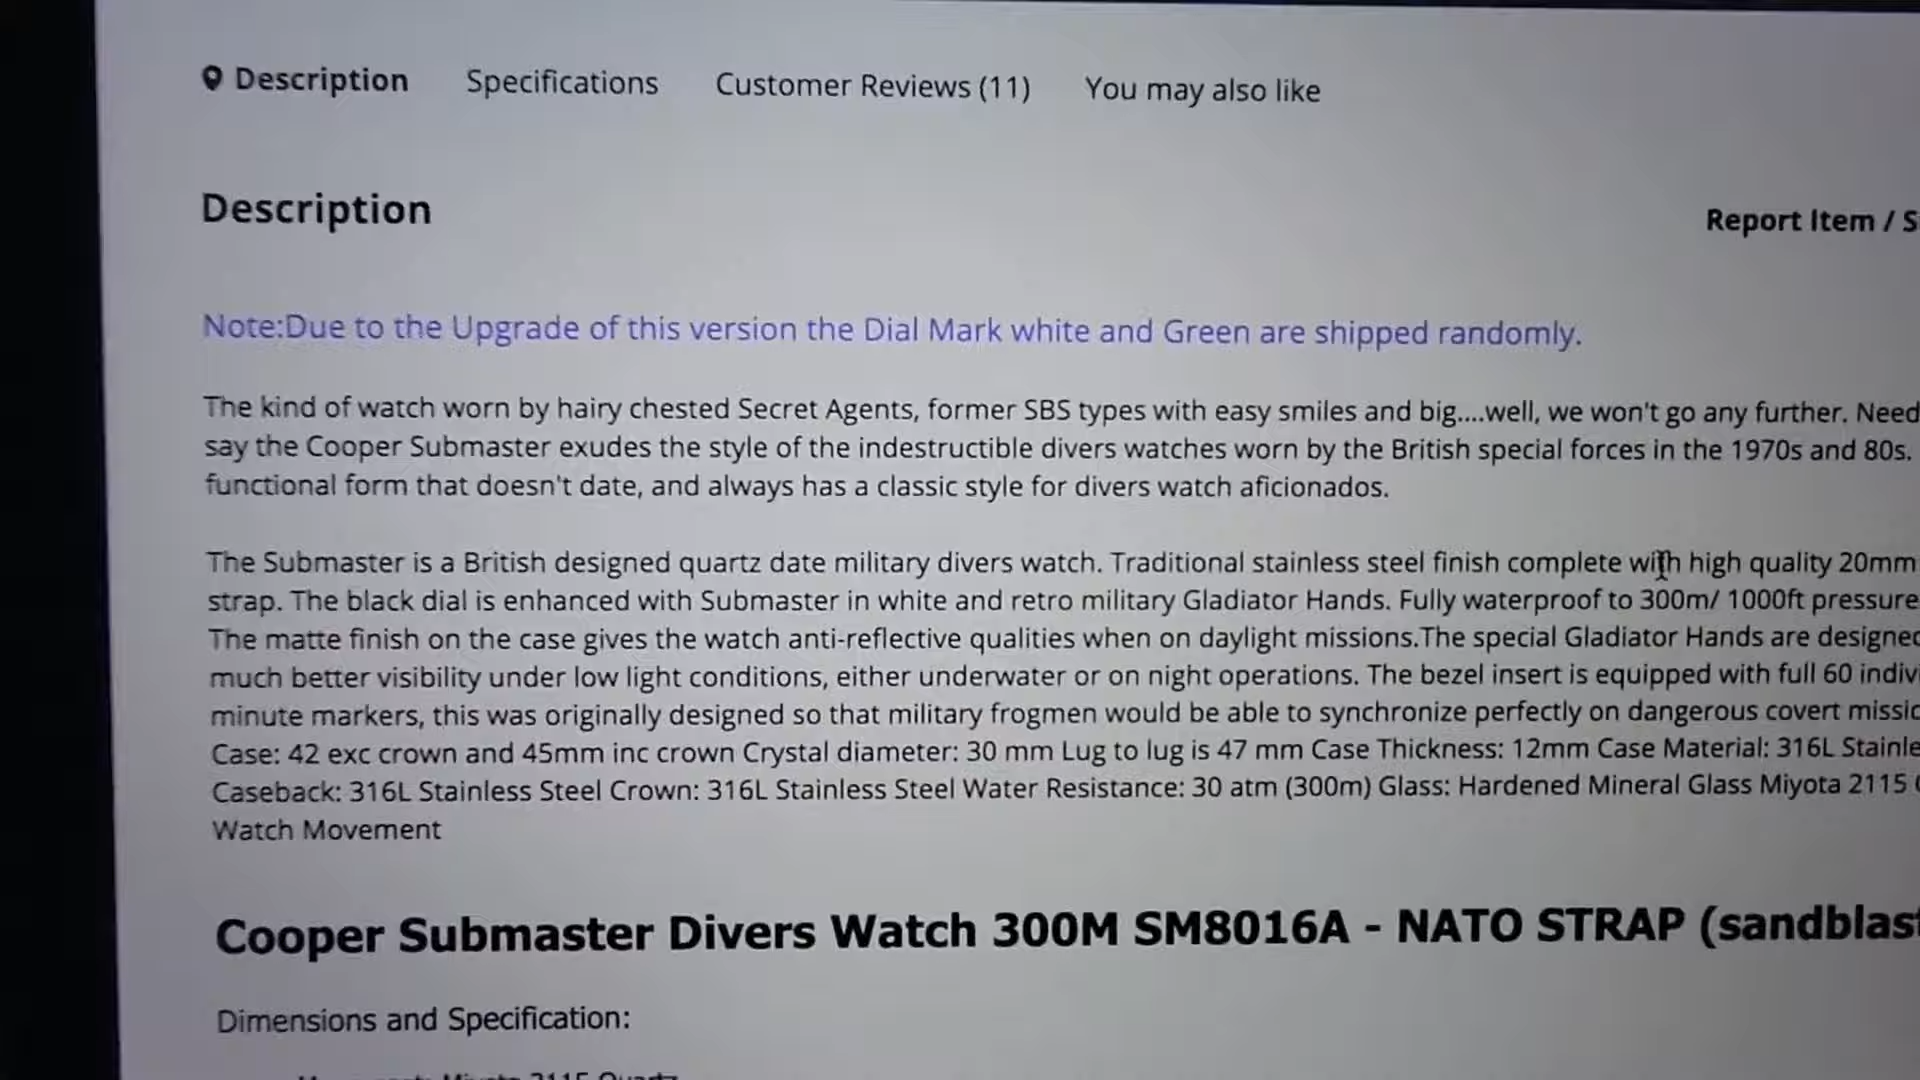 Description Specifications Customer Reviews (11) You may also like
Description
Report Item / S
Note:Due to the Upgrade of this version the Dial Mark white and Green are shipped randomly.
The kind of watch worn by hairy chested Secret Agents, former SBS types with easy smiles and big....well, we won't go any further. Need
say the Cooper Submaster exudes the style of the indestructible divers watches worn by the British special forces in the 1970s and 80s.
functional form that doesn't date, and always has a classic style for divers watch aficionados.
The Submaster is a British designed quartz date military divers watch. Traditional stainless steel finish complete with high quality 20mm
strap. The black dial is enhanced with Submaster in white and retro military Gladiator Hands. Fully waterproof to 300m/ 1000ft pressure
The matte finish on the case gives the watch anti-reflective qualities when on daylight missions.The special Gladiator Hands are designed
much better visibility under low light conditions, either underwater or on night operations. The bezel insert is equipped with full 60 indivi
minute markers, this was originally designed so that military frogmen would be able to synchronize perfectly on dangerous covert missio
Case: 42 exc crown and 45mm inc crown Crystal diameter: 30 mm Lug to lug is 47 mm Case Thickness: 12mm Case Material: 316L Stainle
Caseback: 316L Stainless Steel Crown: 316L Stainless Steel Water Resistance: 30 atm (300m) Glass: Hardened Mineral Glass Miyota 2115
Watch Movement
Cooper Submaster Divers Watch 300M SM8016A - NATO STRAP (sandblast
Dimensions and Specification:
Miyota 2115 Quartz